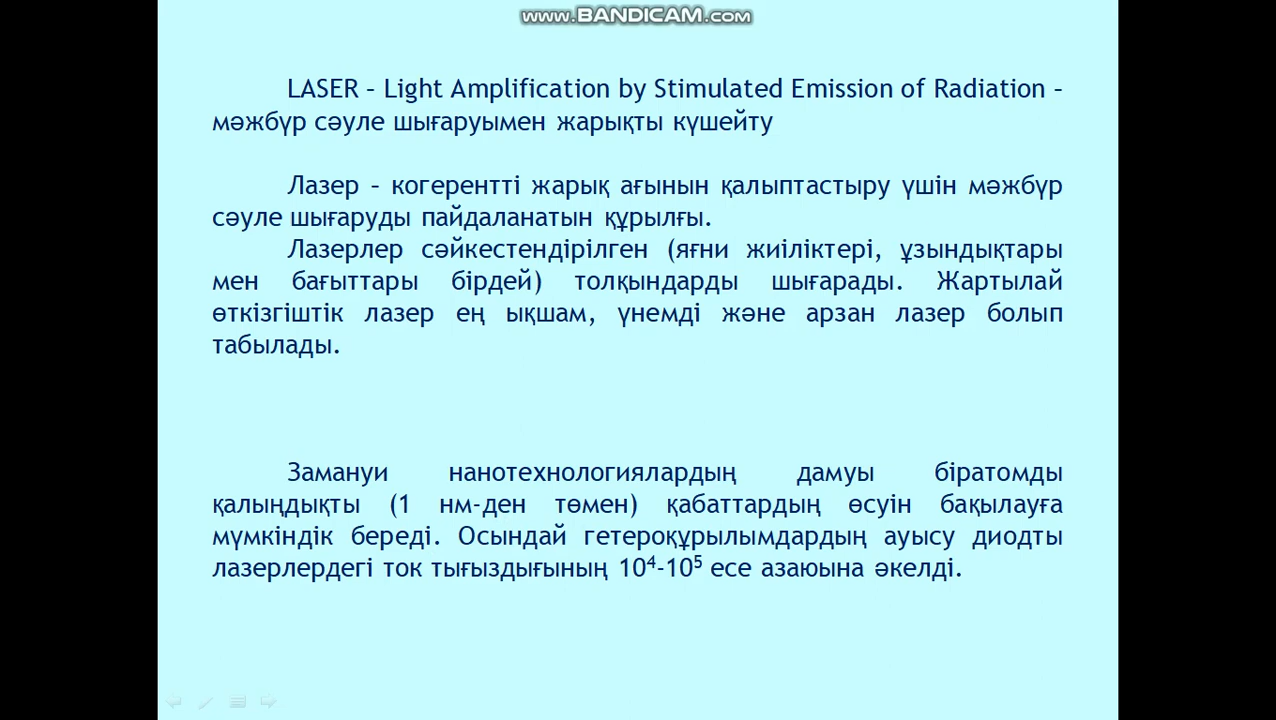 www.BANDICAM.com
LASER – Light Amplification by Stimulated Emission of Radiation –
мәжбүр сәуле шығаруымен жарықты күшейту
Лазер – когерентті жарық ағынын қалыптастыру үшін мәжбүр
сәуле шығаруды пайдаланатын құрылғы.
Лазерлер сәйкестендірілген (яғни жиіліктері, ұзындықтары
мен бағыттары бірдей) толқындарды шығарады. Жартылай
өткізгіштік лазер ең ықшам, үнемді және арзан лазер болып
табылады.
Замануи нанотехнологиялардың дамуы біратомды
қалыңдықты (1 нм-ден төмен) қабаттардың өсуін бақылауға
мүмкіндік береді. Осындай гетероқұрылымдардың ауысу диодты
лазерлердегі ток тығыздығының 10⁴-10⁵ есе азаюына әкелді.